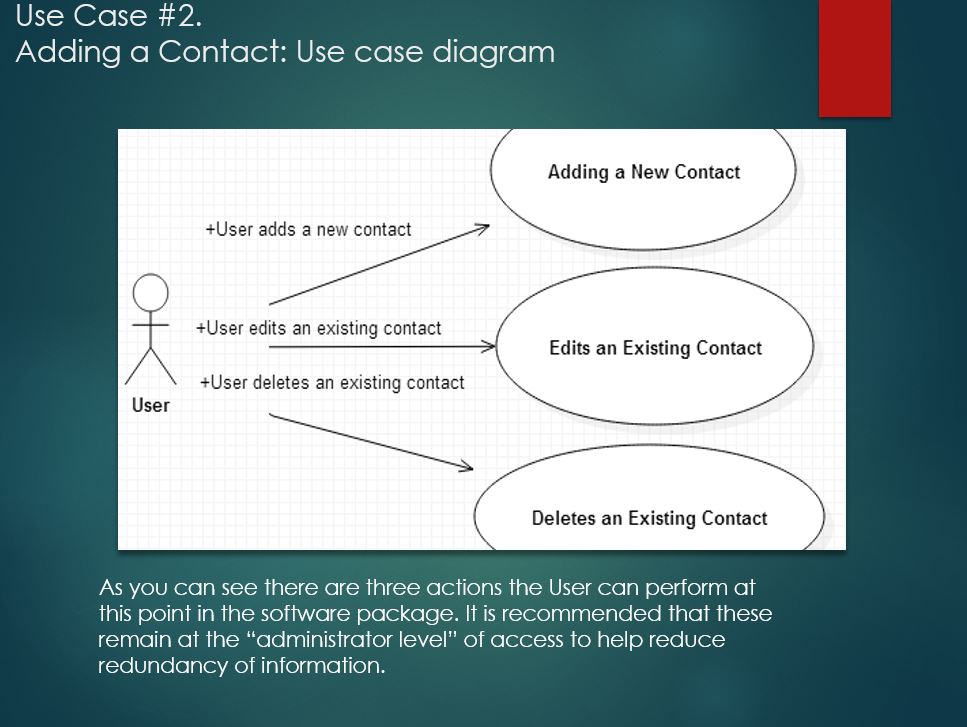 Use Case #2.
Adding a Contact: Use case diagram
Adding a New Contact
+User adds a new contact
+User edits an existing contact
Edits an Existing Contact
+User deletes an existing contact
User
Deletes an Existing Contact
As you can see there are three actions the User can perform at
this point in the software package. It is recommended that these
remain at the “administrator level” of access to help reduce
redundancy of information.